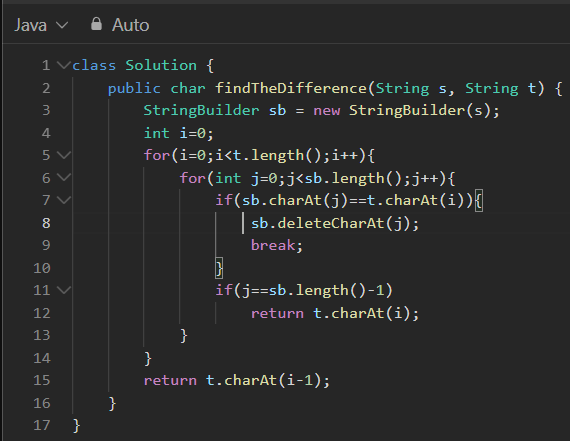 Java Auto
1 class Solution {
2 public char findTheDifference(String s, String t) {
3 StringBuilder sb = new StringBuilder(s);
4 int i=0;
5 for(i=0;i<t.length();i++){
6 for(int j=0;j<sb.length();j++){
7 if(sb.charAt(j)==t.charAt(i)){
8 sb.deleteCharAt(j);
9 break;
10 }
11 if(j==sb.length()-1)
12 return t.charAt(i);
13 }
14 }
15 return t.charAt(i-1);
16 }
17 }